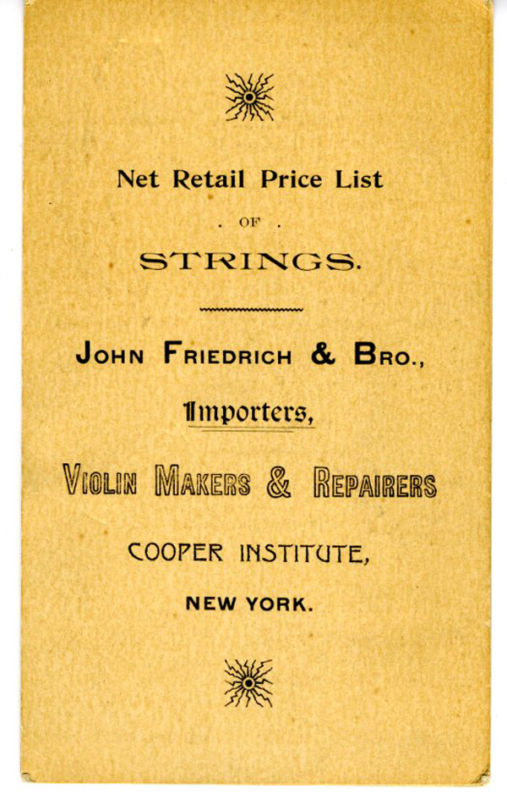 Net Retail Price List
. OF .
STRINGS.
JOHN FRIEDRICH & BRO.,
Importers,
VIOLIN MAKERS & REPAIRERS
COOPER INSTITUTE,
NEW YORK.